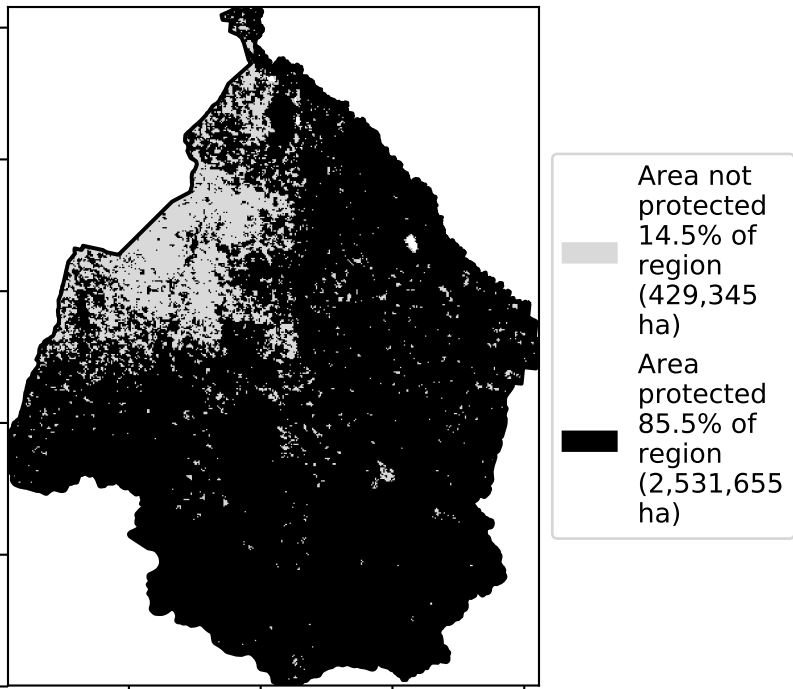 Area not
protected
14.5% of
region
(429,345
ha)
Area
protected
85.5% of
region
(2,531,655
ha)